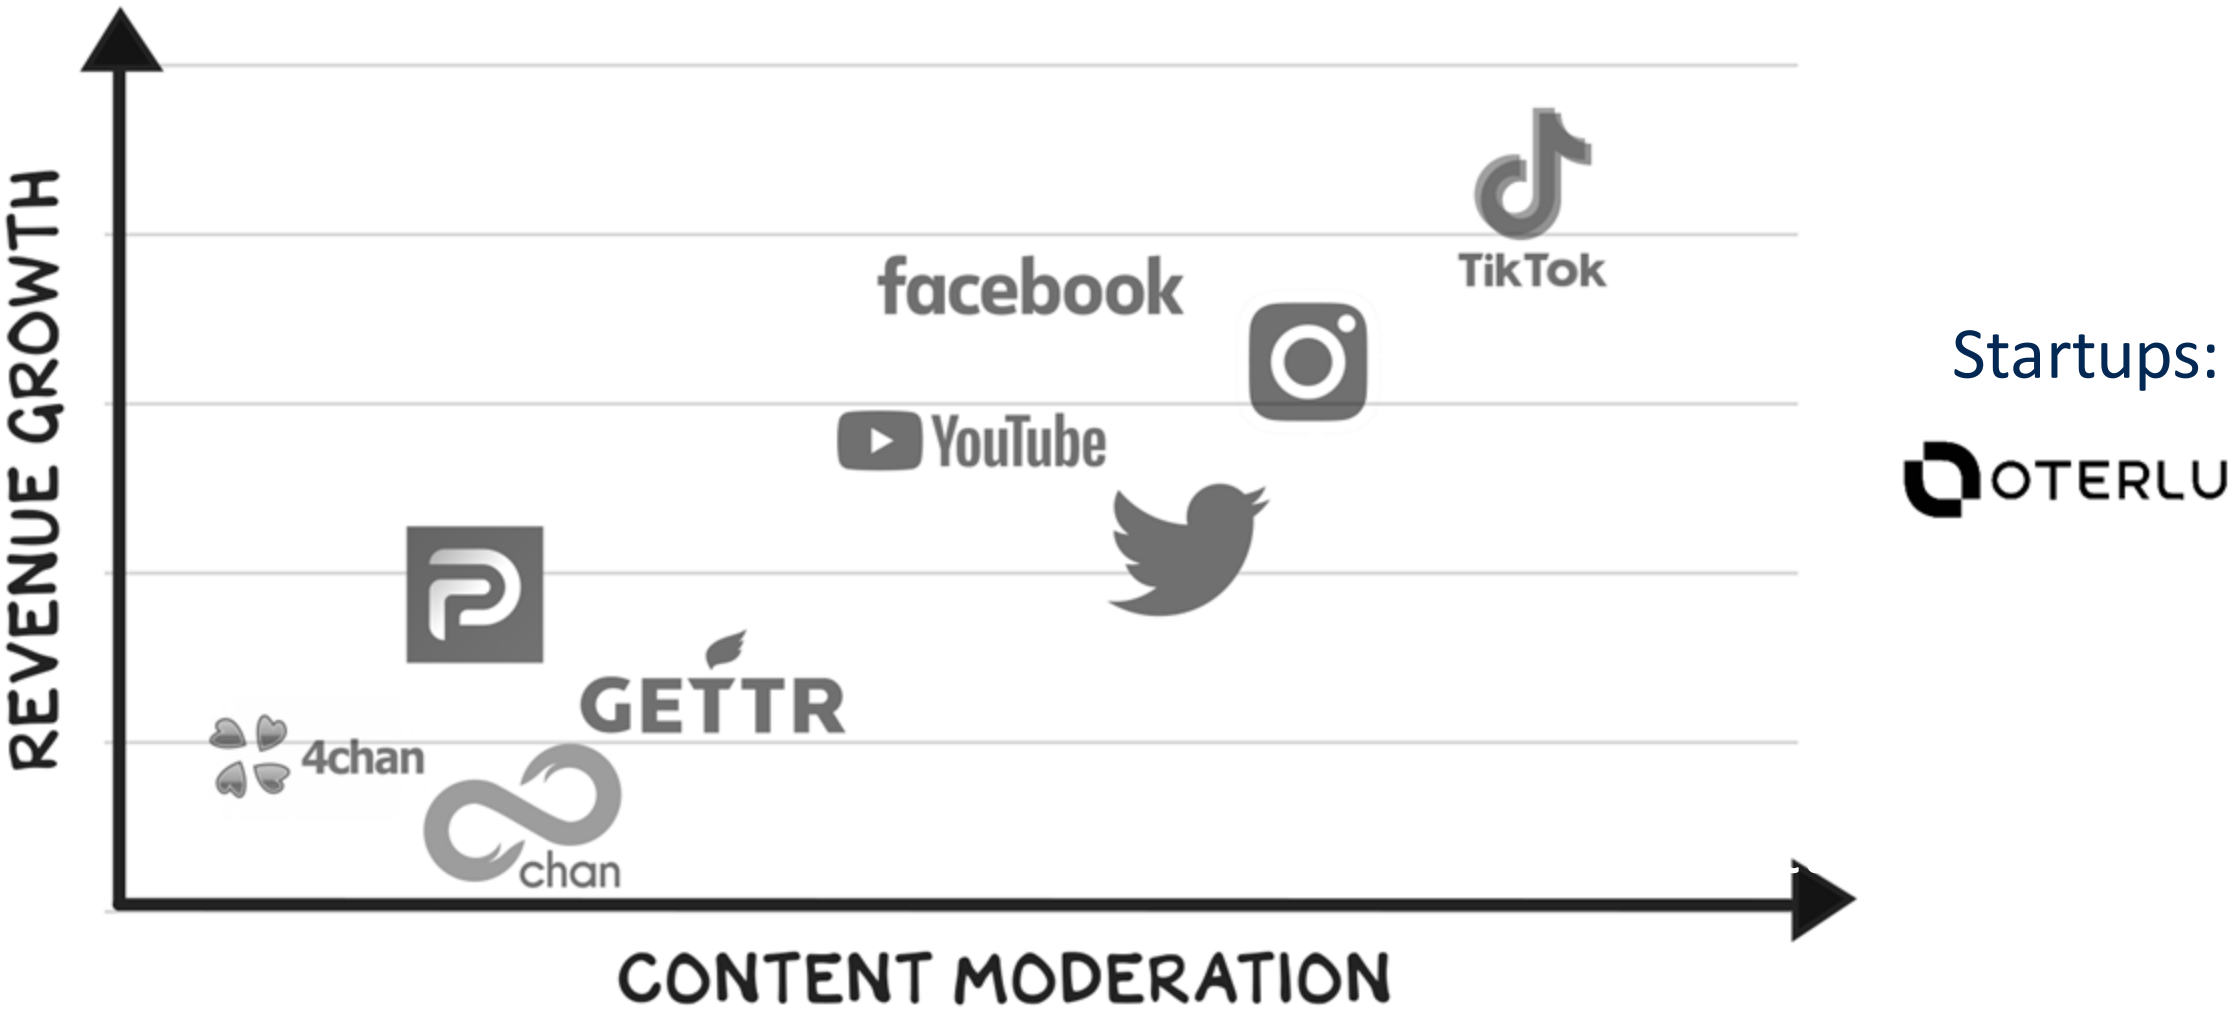 REVENUE GROWTH
TikTok
facebook
YouTube
GETTR
4chan
chan
CONTENT MODERATION
Startups:
OTERLU